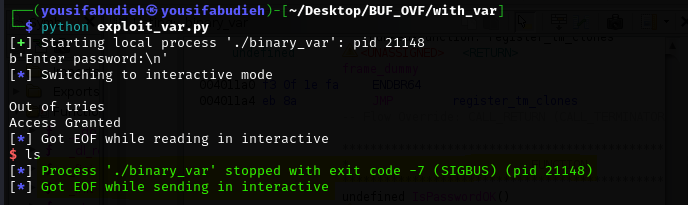 ┌──(yousifabudieh㉿yousifabudieh)-[~/Desktop/BUF_OVF/with_var]
└─$ python exploit_var.py
[+] Starting local process './binary_var': pid 21148
b'Enter password:\n'
[*] Switching to interactive mode
Out of tries
Access Granted
[*] Got EOF while reading in interactive
$ ls
[*] Process './binary_var' stopped with exit code -7 (SIGBUS) (pid 21148)
[*] Got EOF while sending in interactive